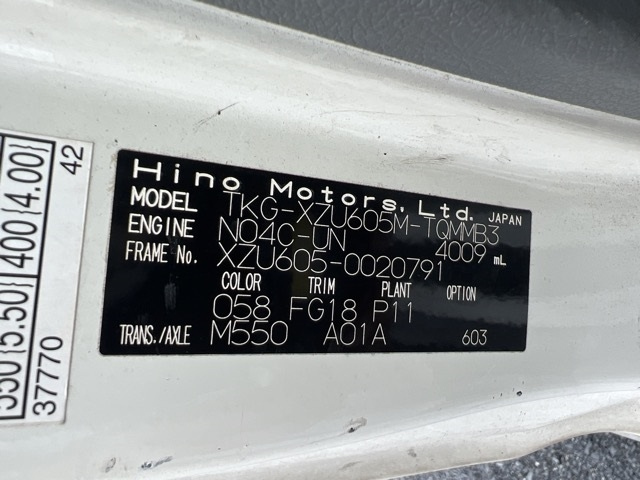 Hino Motors, Ltd. JAPAN
MODEL TKG-XZU605M-TQMMB3
ENGINE N04C-UN 4009 mL
FRAME No. XZU605-0020791
COLOR TRIM PLANT OPTION
058 FG18 P11
TRANS./AXLE M550 A01A 603
550 5.50 400 4.00
37770 42